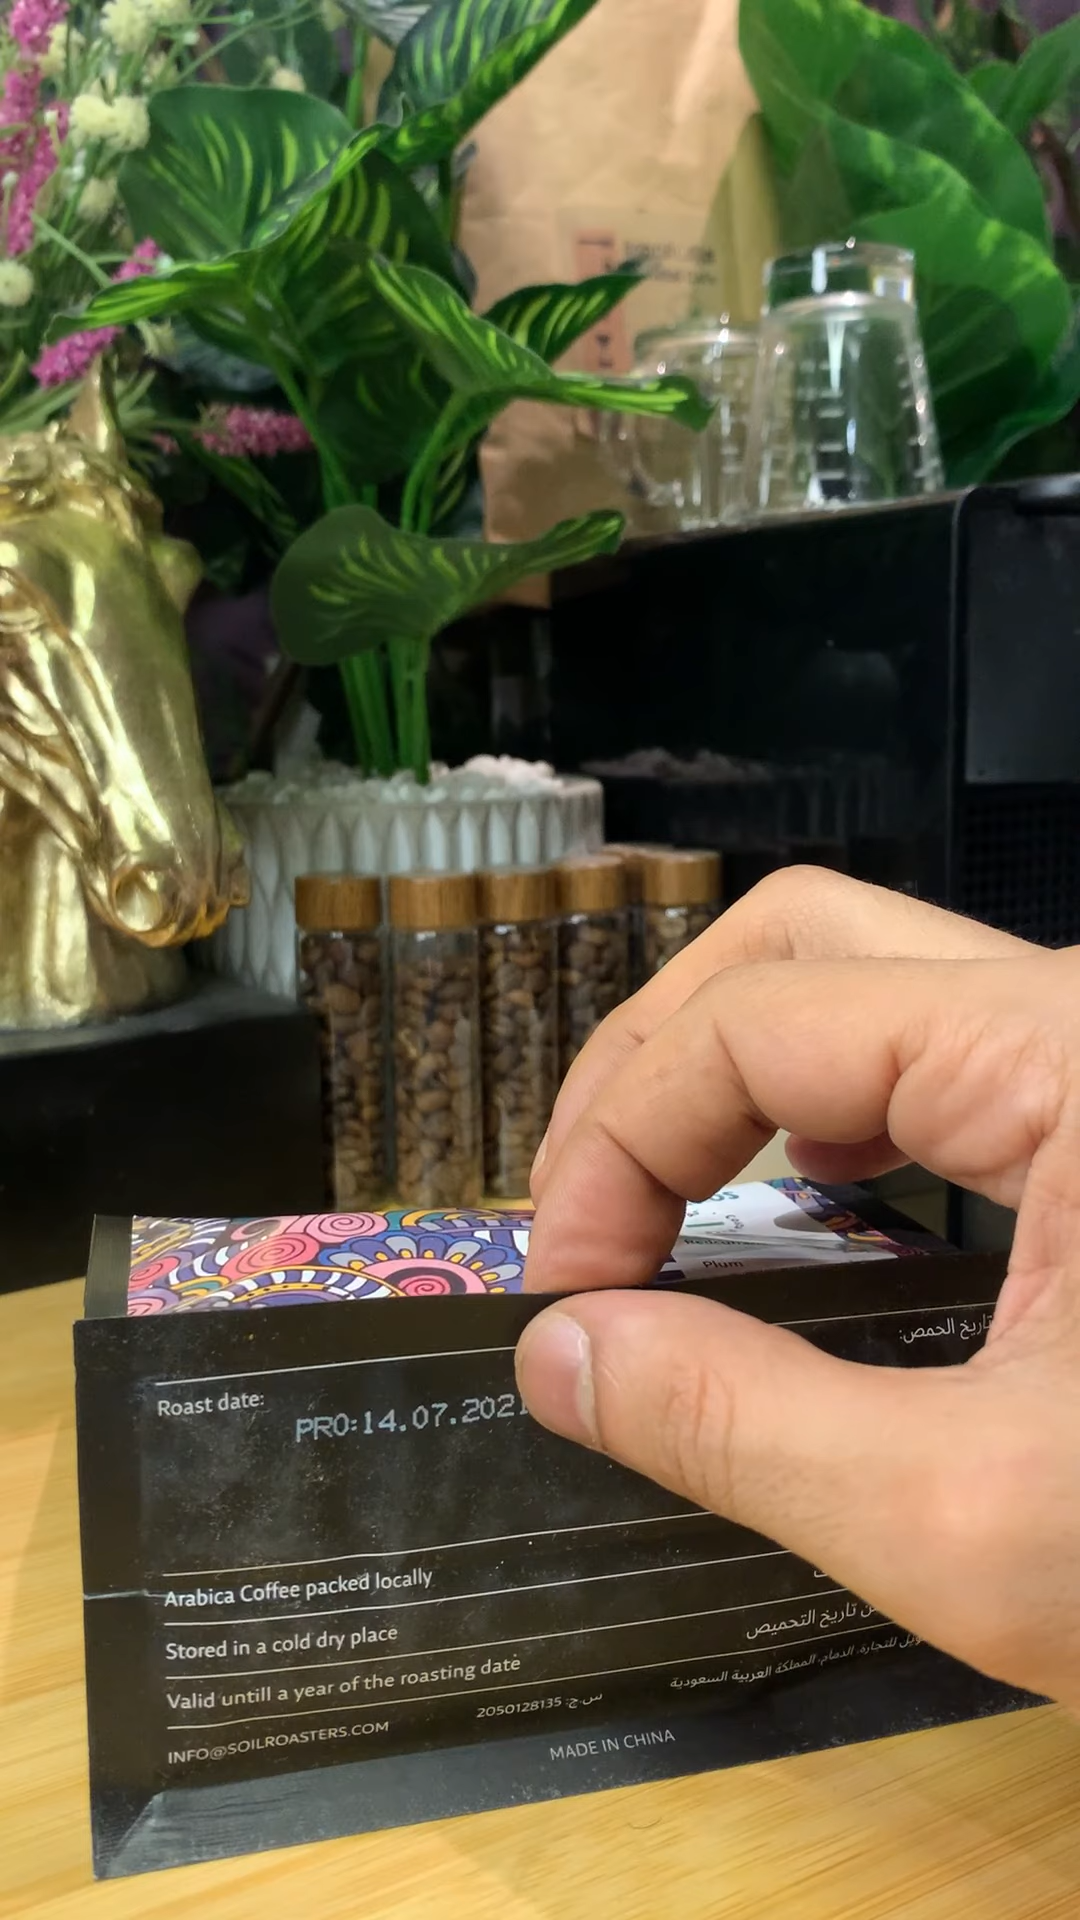 Plum
تاريخ الحمص:
Roast date:
PRO:14.07.2021
Arabica Coffee packed locally
Stored in a cold dry place
تاريخ التحميص
Valid untill a year of the roasting date
للتجارة، الدمام، المملكة العربية السعودية
س.ج: 2050128135
INFO@SOILROASTERS.COM
MADE IN CHINA